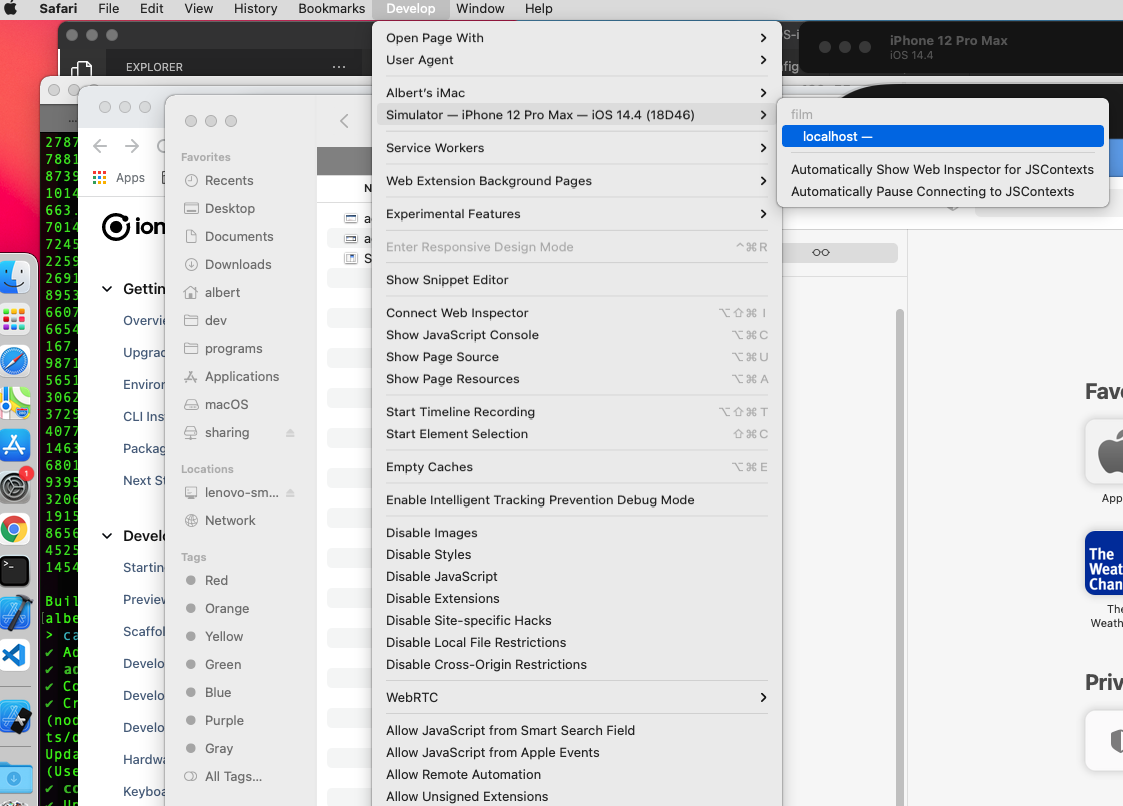 Safari File Edit View History Bookmarks Develop Window Help
EXPLORER
iPhone 12 Pro Max
iOS 14.4
2787
7881
8739
1014
663.
7014
7245
2259
2691
8953
6607
6654
167.
9871
5651
3062
3729
4077
1463
6801
9395
3206
1915
8656
4525
1454
Buil
[albe
> ca
✔ Ad
✔ ad
✔ Co
✔ Cr
(nod
ts/d
Upda
(Use
✔ co
✔ Up
1
Apps
ion
Gettin
Overvie
Upgrad
Environ
CLI Ins
Packag
Next St
Develo
Startin
Preview
Scaffol
Develo
Develo
Develo
Hardwa
Keyboa
Favorites
Recents
Desktop
Documents
Downloads
albert
dev
programs
Applications
macOS
sharing
Locations
lenovo-sm...
Network
Tags
Red
Orange
Yellow
Green
Blue
Purple
Gray
All Tags...
N
a
a
S
Open Page With
User Agent
Albert's iMac
Simulator — iPhone 12 Pro Max — iOS 14.4 (18D46)
Service Workers
Web Extension Background Pages
Experimental Features
Enter Responsive Design Mode ^⌘R
Show Snippet Editor
Connect Web Inspector ⌥⇧⌘I
Show JavaScript Console ⌥⌘C
Show Page Source ⌥⌘U
Show Page Resources ⌥⌘A
Start Timeline Recording ⌥⇧⌘T
Start Element Selection ⇧⌘C
Empty Caches ⌥⌘E
Enable Intelligent Tracking Prevention Debug Mode
Disable Images
Disable Styles
Disable JavaScript
Disable Extensions
Disable Site-specific Hacks
Disable Local File Restrictions
Disable Cross-Origin Restrictions
WebRTC
Allow JavaScript from Smart Search Field
Allow JavaScript from Apple Events
Allow Remote Automation
Allow Unsigned Extensions
film
localhost —
Automatically Show Web Inspector for JSContexts
Automatically Pause Connecting to JSContexts
Favo
App
The
Weat
Chan
The
Weath
Priv